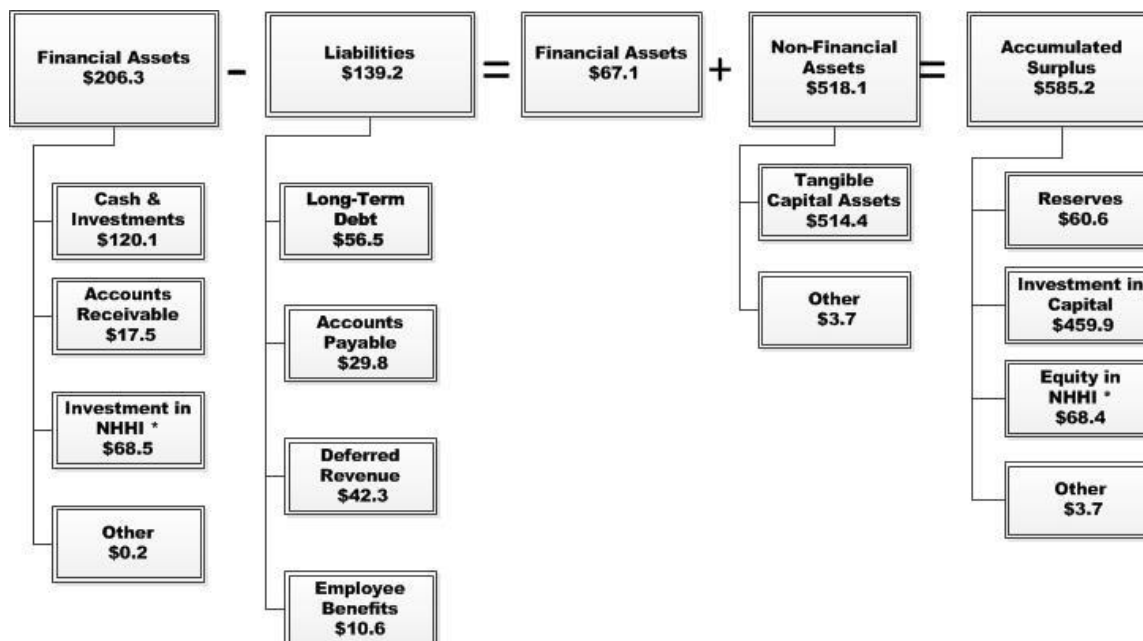 Financial Assets
$206.3
-
Liabilities
$139.2
=
Financial Assets
$67.1
+
Non-Financial
Assets
$518.1
=
Accumulated
Surplus
$585.2
Cash &
Investments
$120.1
Accounts
Receivable
$17.5
Investment in
NHHI *
$68.5
Other
$0.2
Long-Term
Debt
$56.5
Accounts
Payable
$29.8
Deferred
Revenue
$42.3
Employee
Benefits
$10.6
Tangible
Capital Assets
$514.4
Other
$3.7
Reserves
$60.6
Investment in
Capital
$459.9
Equity in
NHHI *
$68.4
Other
$3.7